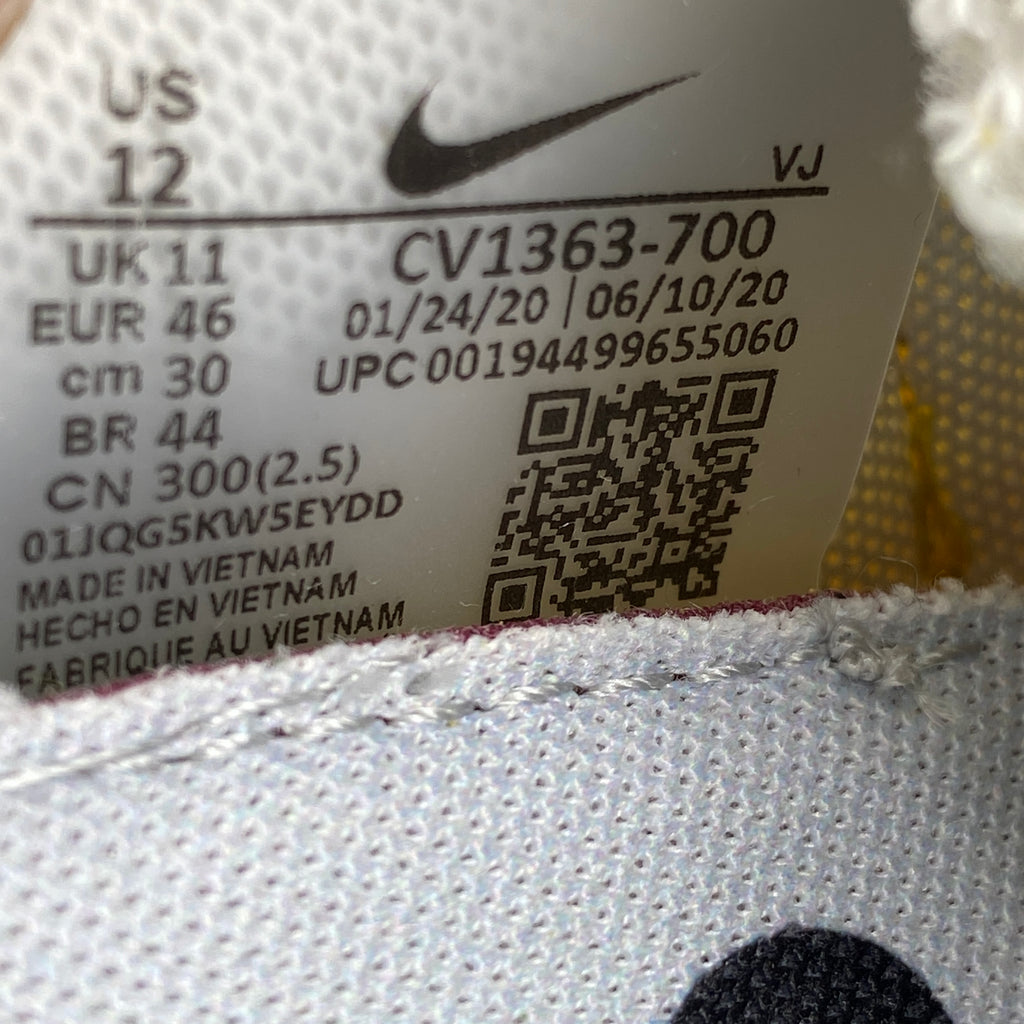 US
12
VJ
UK 11
CV1363-700
EUR 46
01/24/20 | 06/10/20
cm 30
UPC 00194499655060
BR 44
CN 300(2.5)
01JQG5KW5EYDD
MADE IN VIETNAM
HECHO EN VIETNAM
FABRIQUE AU VIETNAM